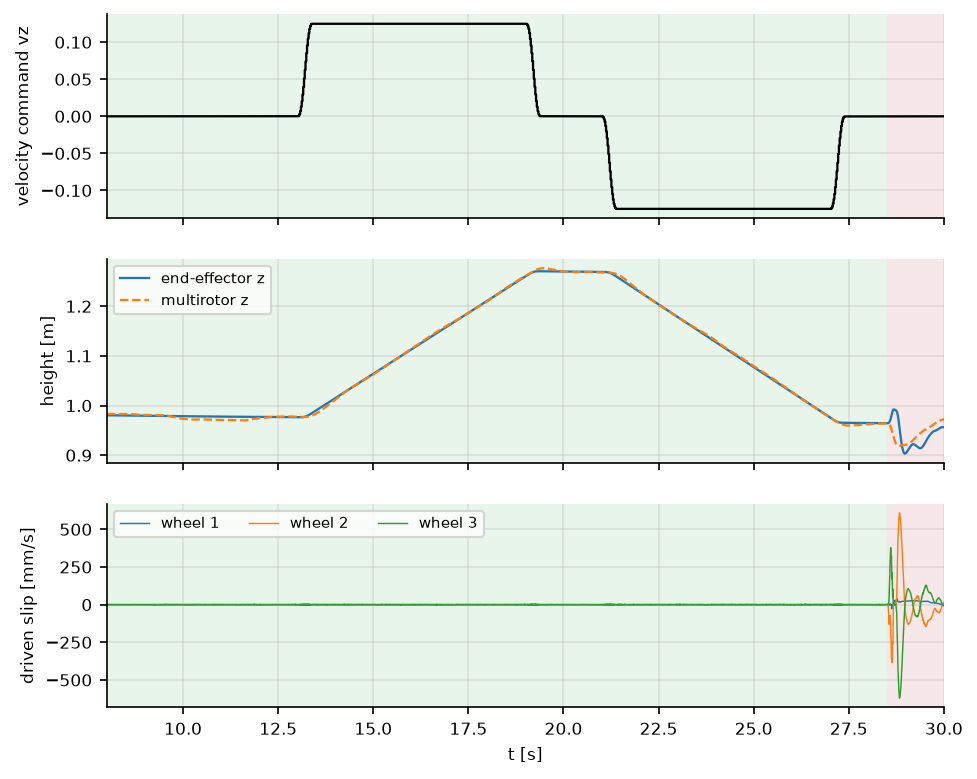 velocity command vz
0.10
0.05
0.00
−0.05
−0.10
height [m]
end-effector z
multirotor z
1.2
1.1
1.0
0.9
driven slip [mm/s]
wheel 1 wheel 2 wheel 3
500
250
0
−250
−500
10.0 12.5 15.0 17.5 20.0 22.5 25.0 27.5 30.0
t [s]